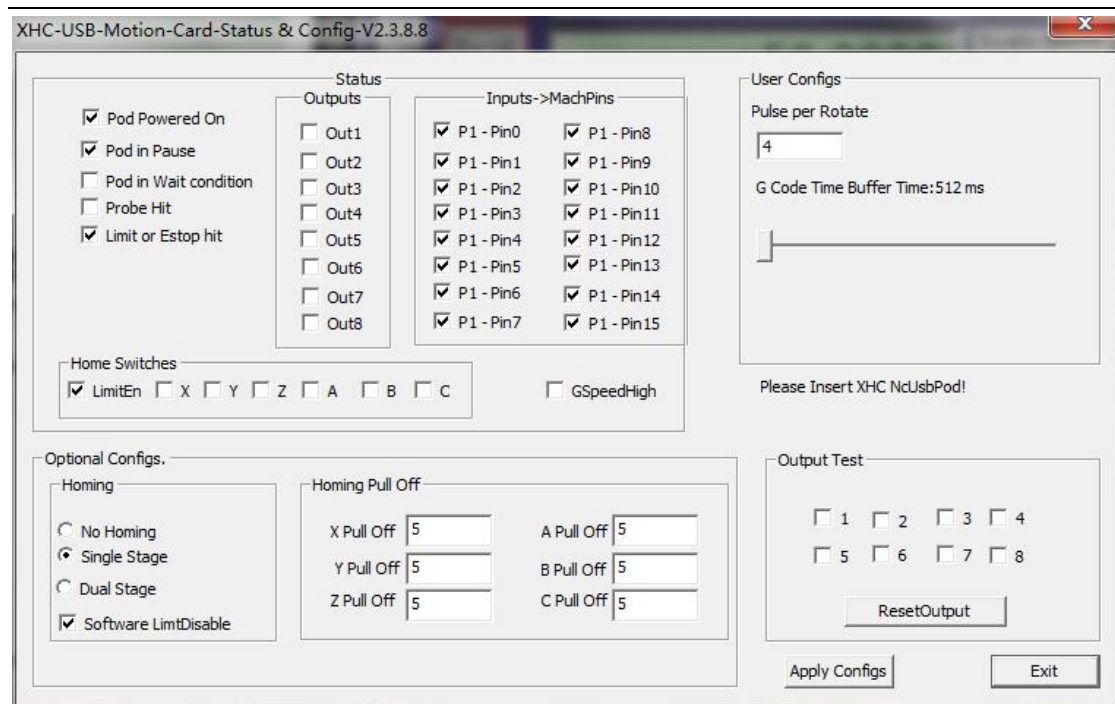 XHC-USB-Motion-Card-Status & Config-V2.3.8.8
Status
Pod Powered On
Pod in Pause
Pod in Wait condition
Probe Hit
Limit or Estop hit
Outputs
Out1
Out2
Out3
Out4
Out5
Out6
Out7
Out8
Inputs->MachPins
P1 - Pin0
P1 - Pin8
P1 - Pin1
P1 - Pin9
P1 - Pin2
P1 - Pin10
P1 - Pin3
P1 - Pin11
P1 - Pin4
P1 - Pin12
P1 - Pin5
P1 - Pin13
P1 - Pin6
P1 - Pin14
P1 - Pin7
P1 - Pin15
Home Switches
LimitEn X Y Z A B C
GSpeedHigh
User Configs
Pulse per Rotate
4
G Code Time Buffer Time:512 ms
Please Insert XHC NcUsbPod!
Optional Configs.
Homing
No Homing
Single Stage
Dual Stage
Software LimtDisable
Homing Pull Off
X Pull Off 5
A Pull Off 5
Y Pull Off 5
B Pull Off 5
Z Pull Off 5
C Pull Off 5
Output Test
1 2 3 4
5 6 7 8
ResetOutput
Apply Configs
Exit